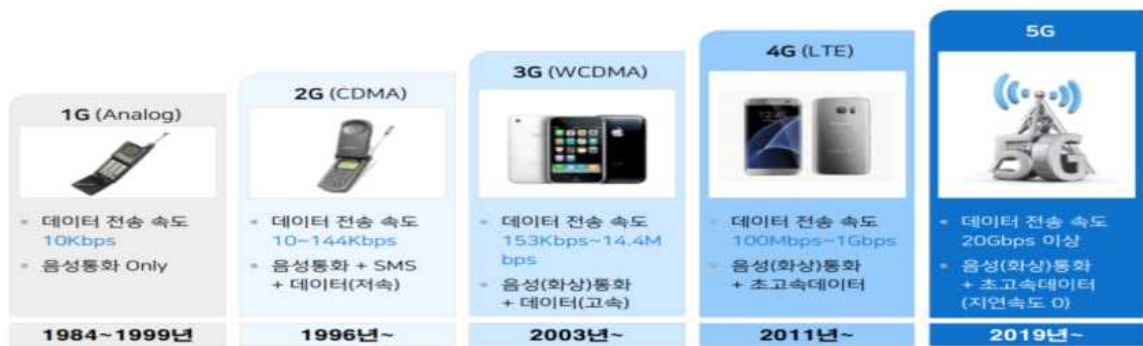 1G (Analog)
데이터 전송 속도
10Kbps
음성통화 Only
1984~1999년
2G (CDMA)
데이터 전송 속도
10~144Kbps
음성통화 + SMS
+ 데이터(저속)
1996년~
3G (WCDMA)
데이터 전송 속도
153Kbps~14.4M
bps
음성(화상)통화
+ 데이터(고속)
2003년~
4G (LTE)
데이터 전송 속도
100Mbps~1Gbps
음성(화상)통화
+ 초고속데이터
2011년~
5G
5G
데이터 전송 속도
20Gbps 이상
음성(화상)통화
+ 초고속데이터
(지연속도 0)
2019년~